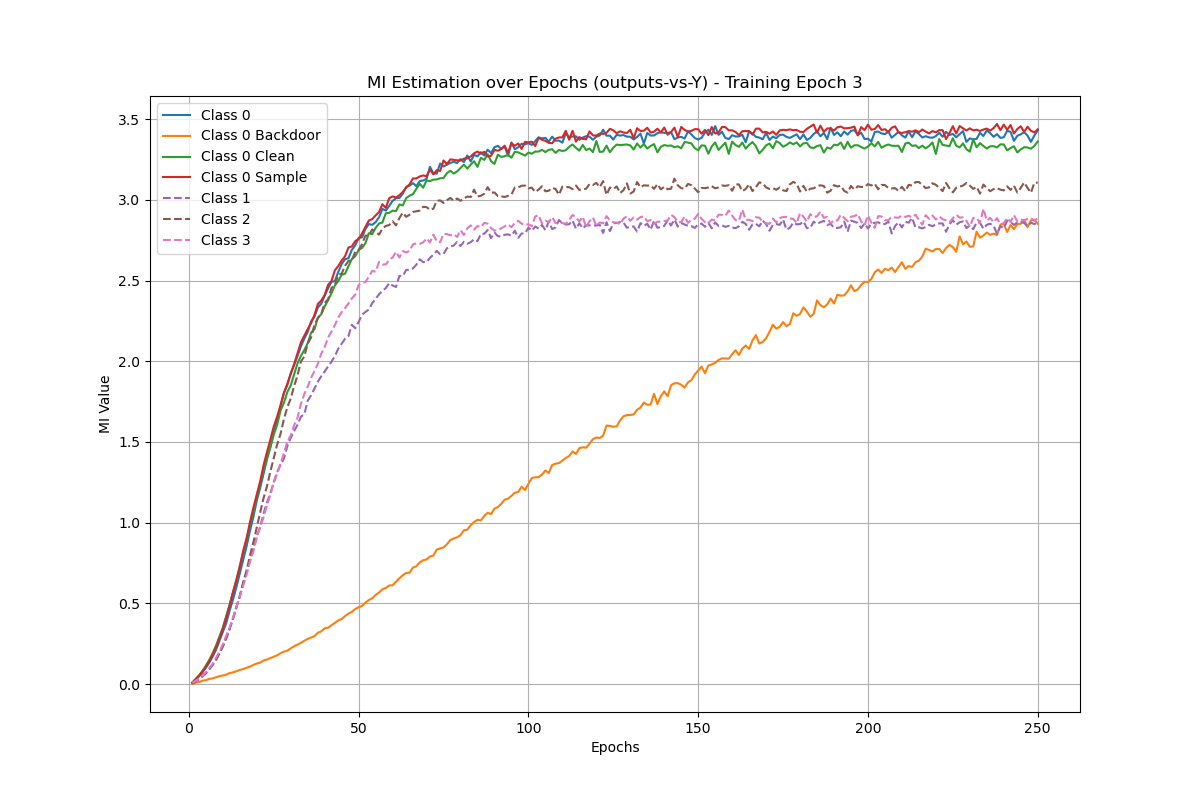 MI Estimation over Epochs (outputs-vs-Y) - Training Epoch 3
Class 0
Class 0 Backdoor
Class 0 Clean
Class 0 Sample
Class 1
Class 2
Class 3
MI Value
3.5
3.0
2.5
2.0
1.5
1.0
0.5
0.0
0 50 100 150 200 250
Epochs